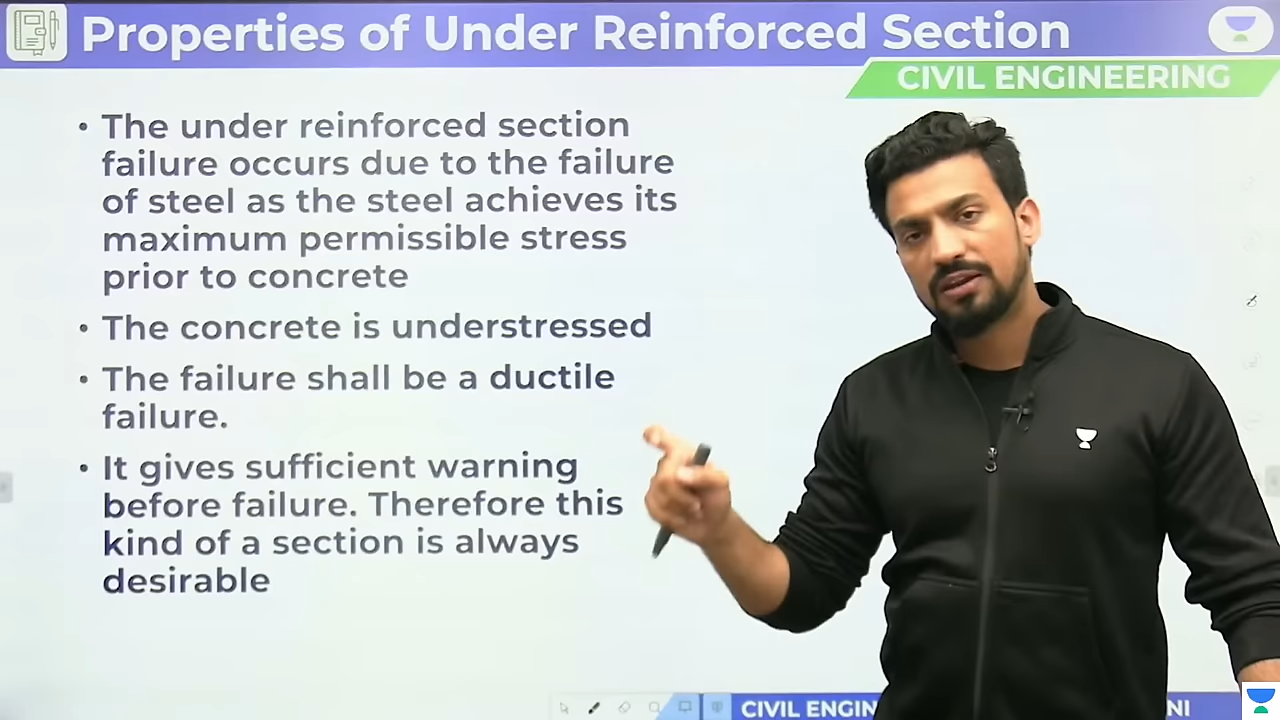 Properties of Under Reinforced Section
CIVIL ENGINEERING
• The under reinforced section
failure occurs due to the failure
of steel as the steel achieves its
maximum permissible stress
prior to concrete
• The concrete is understressed
• The failure shall be a ductile
failure.
• It gives sufficient warning
before failure. Therefore this
kind of a section is always
desirable
CIVIL ENGIN
NI